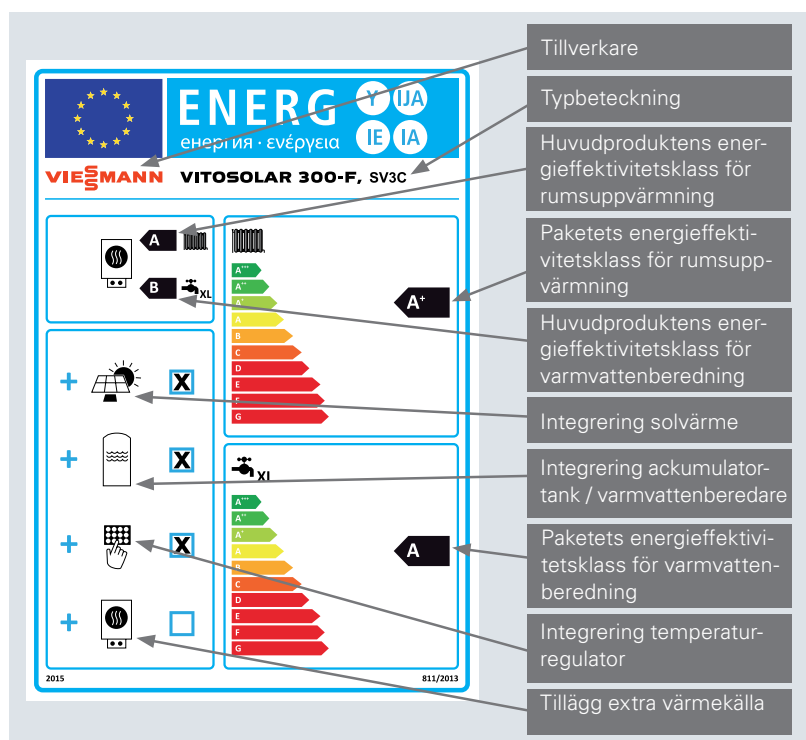 ENERG
енергия · ενέργεια
Y IJA
IE IA
VIESSMANN VITOSOLAR 300-F, SV3C
A
B
XL
X
X
X
2015
A+++
A++
A+
A
B
C
D
E
F
G
A+
XL
A+++
A++
A+
A
B
C
D
E
F
G
A
811/2013
Tillverkare
Typbeteckning
Huvudproduktens ener-
gieffektivitetsklass för
rumsuppvärmning
Paketets energieffekti-
vitetsklass för rumsupp-
värmning
Huvudproduktens ener-
gieffektivitetsklass för
varmvattenberedning
Integrering solvärme
Integrering ackumulator-
tank / varmvattenberedare
Paketets energieffektivi-
tetsklass för varmvatten-
beredning
Integrering temperatur-
regulator
Tillägg extra värmekälla